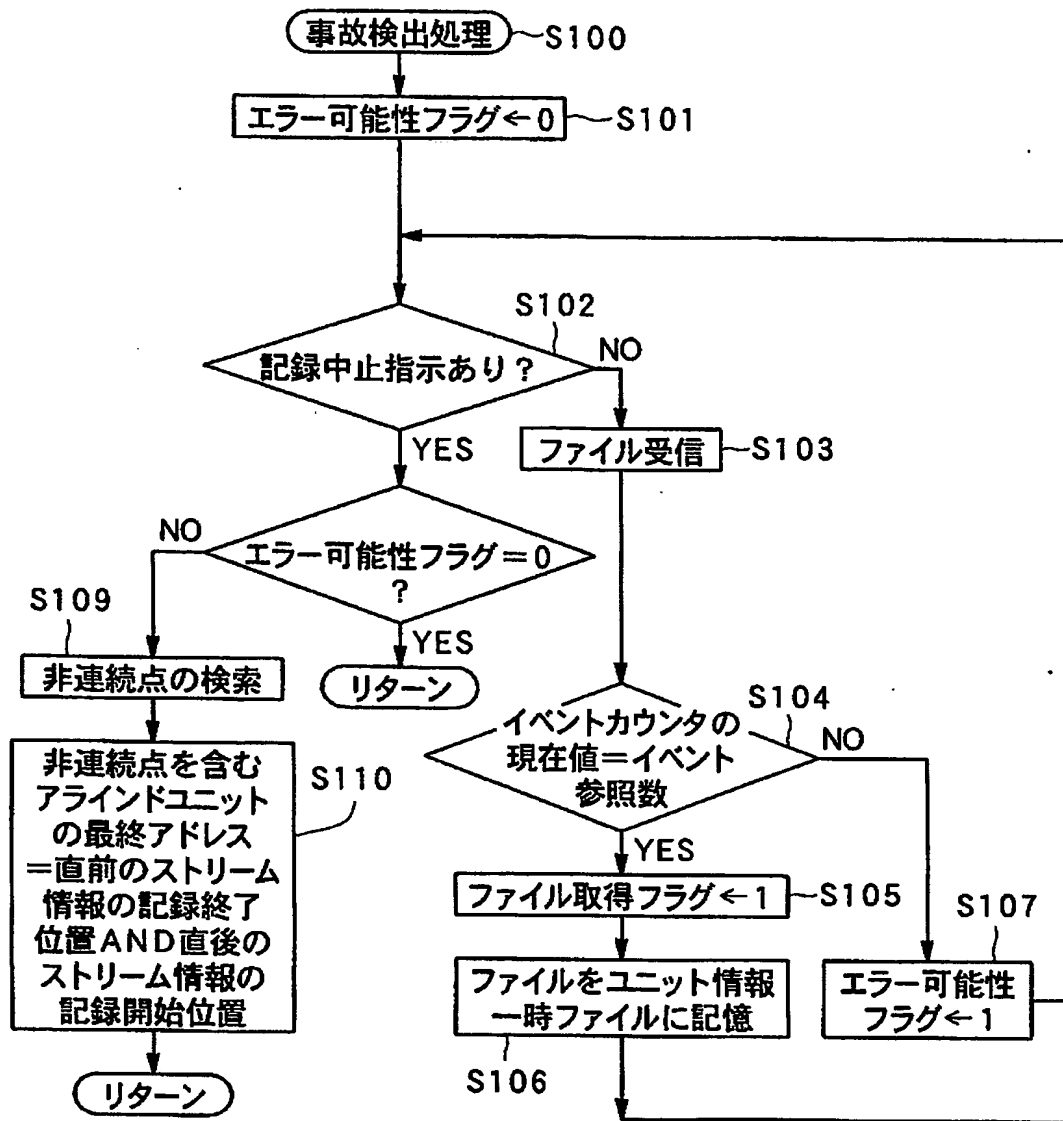 事故検出処理 S100
エラー可能性フラグ←0 S101
S102
記録中止指示あり？ NO
YES
ファイル受信 S103
NO
エラー可能性フラグ＝0
？
YES
リターン
S109
非連続点の検索
S110
非連続点を含む
アラインドユニット
の最終アドレス
＝直前のストリーム
情報の記録終了
位置AND直後の
ストリーム情報の
記録開始位置
リターン
S104
イベントカウンタの
現在値＝イベント
参照数
NO
YES
ファイル取得フラグ←1 S105
ファイルをユニット情報
一時ファイルに記憶
S106
S107
エラー可能性
フラグ←1